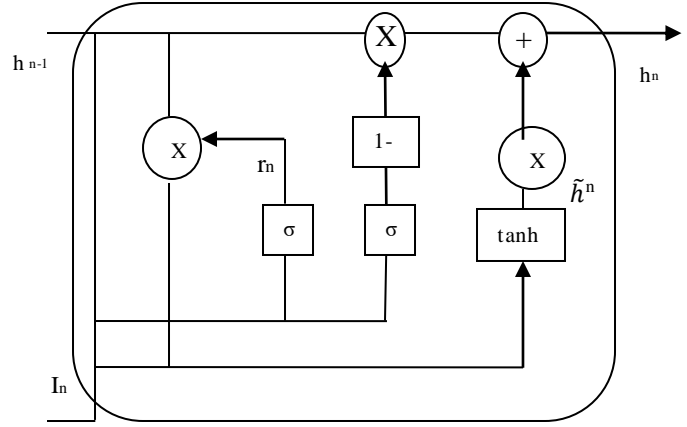 X
+
h n-1
hn
1-
X
X
rn
h̃n
σ
σ
tanh
In